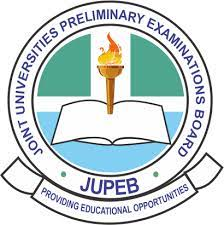 JOINT UNIVERSITIES PRELIMINARY EXAMINATIONS BOARD
JUPEB
PROVIDING EDUCATIONAL OPPORTUNITIES